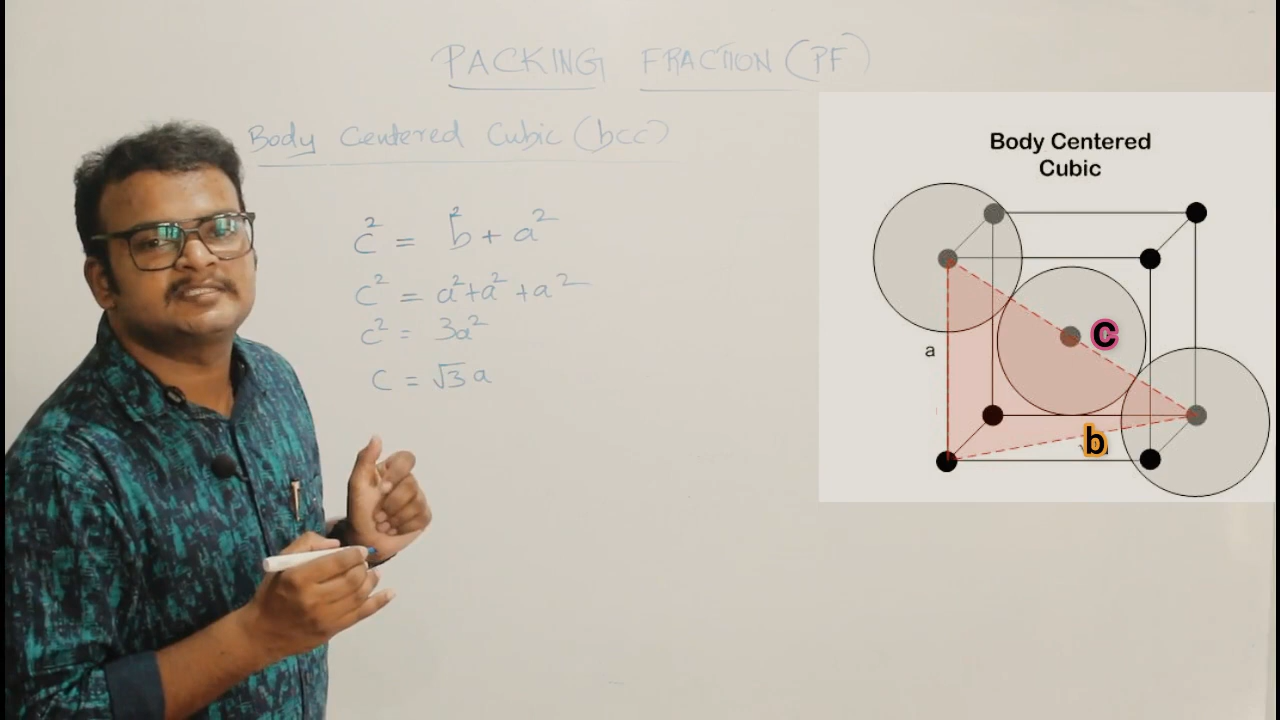 PACKING FRACTION (PF)
Body Centered Cubic (bcc)
c² = b² + a²
c² = a²+a²+a²
c² = 3a²
c = √3 a
Body Centered
Cubic
c
a
b